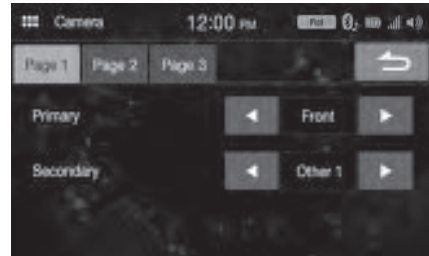 Camera 12:00 PM
Page 1 Page 2 Page 3
Primary Front
Secondary Other 1